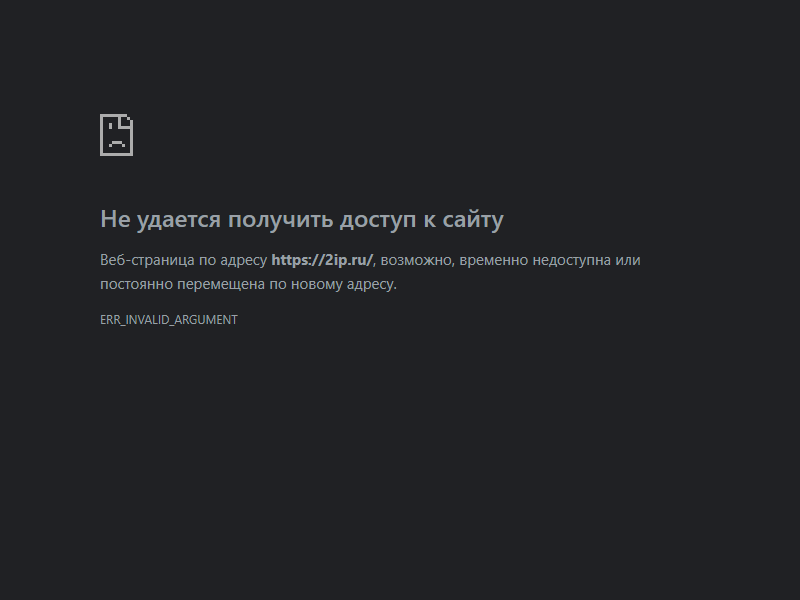 Не удается получить доступ к сайту
Веб-страница по адресу https://2ip.ru/, возможно, временно недоступна или
постоянно перемещена по новому адресу.
ERR_INVALID_ARGUMENT